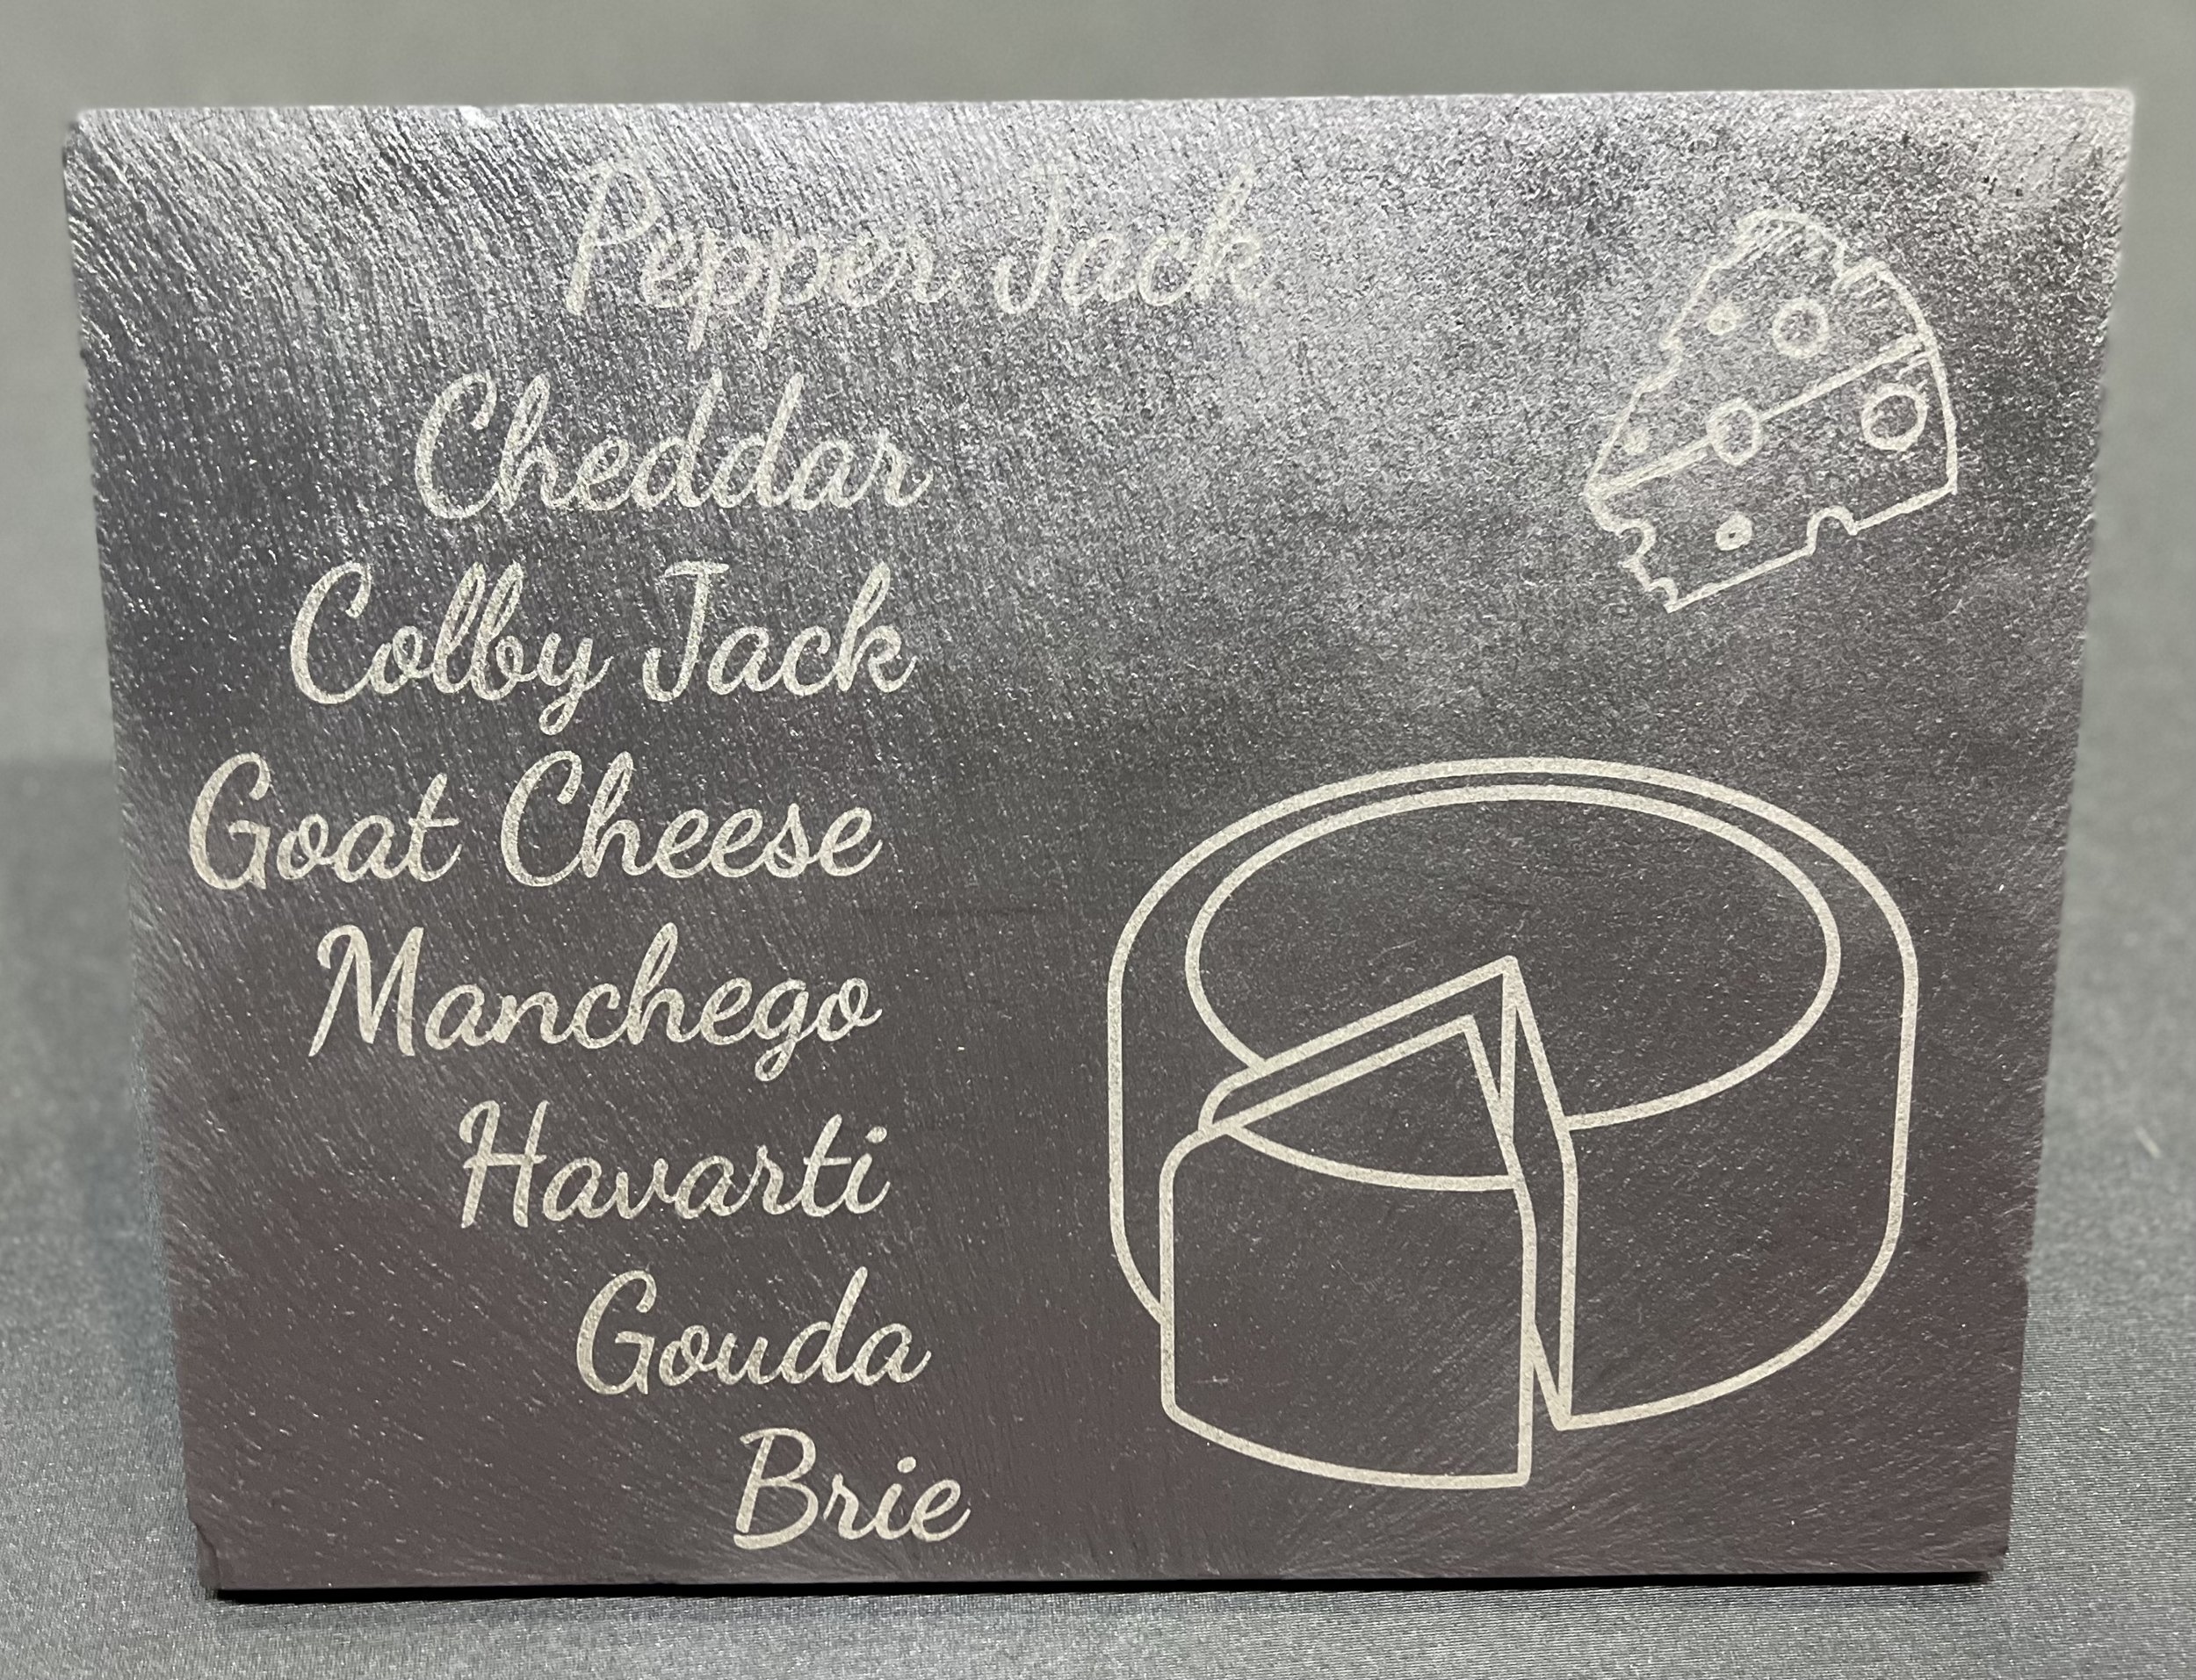 Pepper Jack
Cheddar
Colby Jack
Goat Cheese
Manchego
Havarti
Gouda
Brie